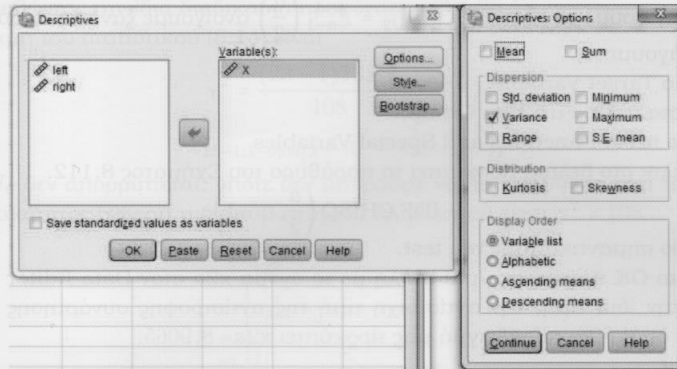 Descriptives
left
right
Variable(s):
X
Options...
Style...
Bootstrap...
Save standardized values as variables
OK Paste Reset Cancel Help
Descriptives: Options
Mean Sum
Dispersion
Std. deviation Minimum
Variance Maximum
Range S.E. mean
Distribution
Kurtosis Skewness
Display Order
Variable list
Alphabetic
Ascending means
Descending means
Continue Cancel Help